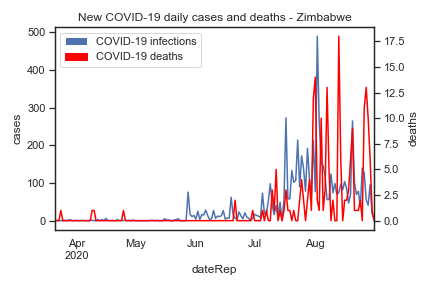 New COVID-19 daily cases and deaths - Zimbabwe
COVID-19 infections
COVID-19 deaths
500
400
300
200
100
0
cases
17.5
15.0
12.5
10.0
7.5
5.0
2.5
0.0
deaths
Apr
2020
May
Jun
Jul
Aug
dateRep